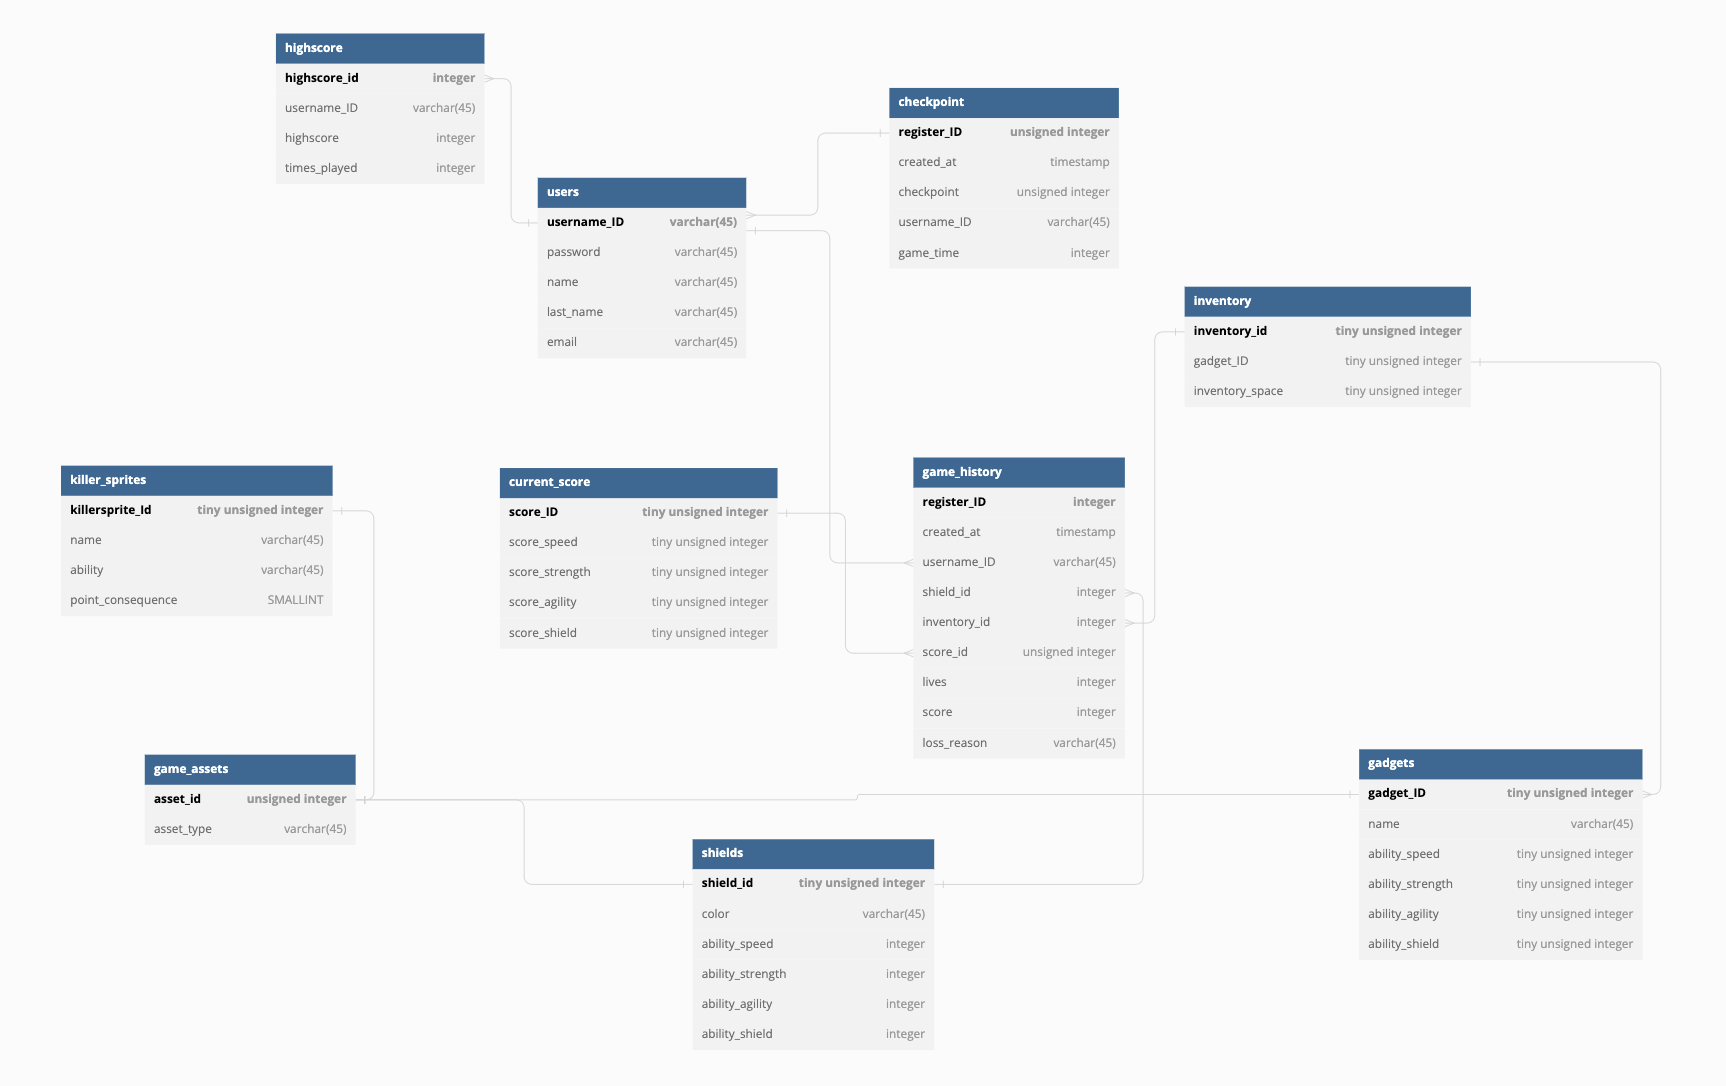 highscore
highscore_id integer
username_ID varchar(45)
highscore integer
times_played integer
checkpoint
register_ID unsigned integer
created_at timestamp
checkpoint unsigned integer
username_ID varchar(45)
game_time integer
users
username_ID varchar(45)
password varchar(45)
name varchar(45)
last_name varchar(45)
email varchar(45)
inventory
inventory_id tiny unsigned integer
gadget_ID tiny unsigned integer
inventory_space tiny unsigned integer
killer_sprites
killersprite_Id tiny unsigned integer
name varchar(45)
ability varchar(45)
point_consequence SMALLINT
current_score
score_ID tiny unsigned integer
score_speed tiny unsigned integer
score_strength tiny unsigned integer
score_agility tiny unsigned integer
score_shield tiny unsigned integer
game_history
register_ID integer
created_at timestamp
username_ID varchar(45)
shield_id integer
inventory_id integer
score_id unsigned integer
lives integer
score integer
loss_reason varchar(45)
game_assets
asset_id unsigned integer
asset_type varchar(45)
shields
shield_id tiny unsigned integer
color varchar(45)
ability_speed integer
ability_strength integer
ability_agility integer
ability_shield integer
gadgets
gadget_ID tiny unsigned integer
name varchar(45)
ability_speed tiny unsigned integer
ability_strength tiny unsigned integer
ability_agility tiny unsigned integer
ability_shield tiny unsigned integer